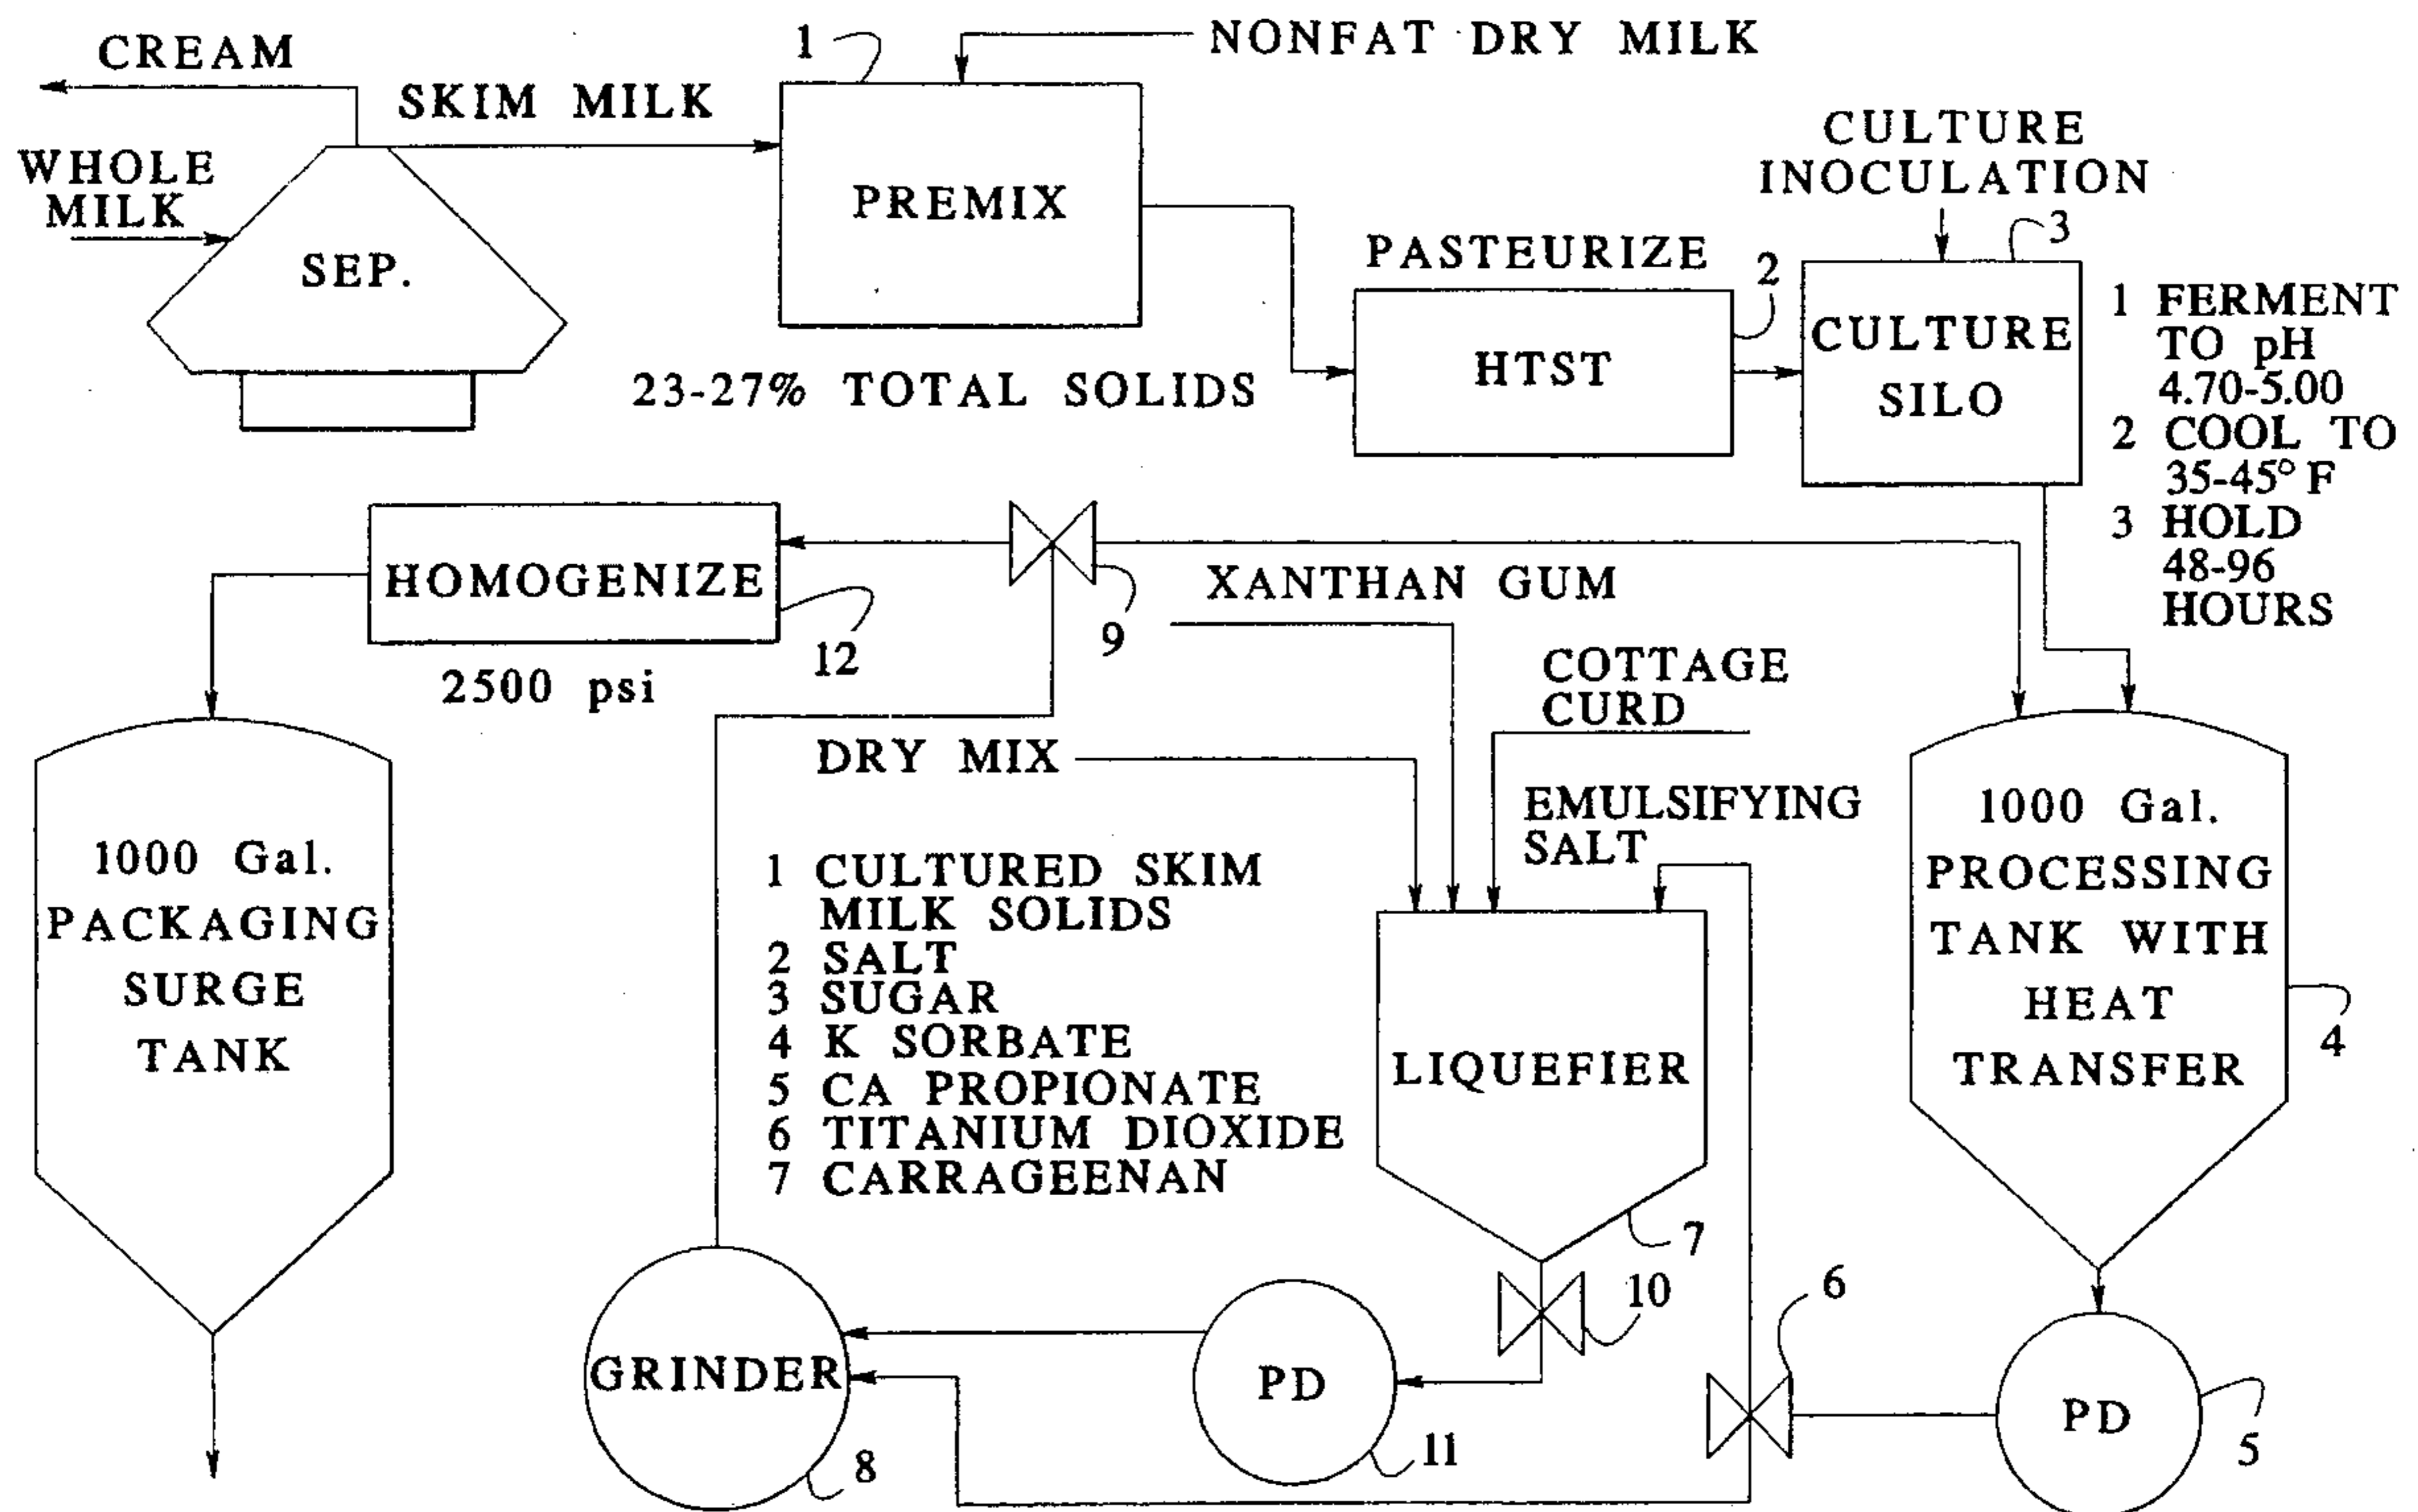 CREAM
WHOLE
MILK
SEP.
SKIM MILK
1
NONFAT DRY MILK
PREMIX
23-27% TOTAL SOLIDS
PASTEURIZE
2
HTST
CULTURE
INOCULATION
3
CULTURE
SILO
1 FERMENT
TO pH
4.70-5.00
2 COOL TO
35-45° F
3 HOLD
48-96
HOURS
HOMOGENIZE
12
2500 psi
9
XANTHAN GUM
COTTAGE
CURD
DRY MIX
EMULSIFYING
SALT
1000 Gal.
PACKAGING
SURGE
TANK
1 CULTURED SKIM
MILK SOLIDS
2 SALT
3 SUGAR
4 K SORBATE
5 CA PROPIONATE
6 TITANIUM DIOXIDE
7 CARRAGEENAN
LIQUEFIER
7
1000 Gal.
PROCESSING
TANK WITH
HEAT
TRANSFER
4
10
6
GRINDER
8
PD
11
PD
5